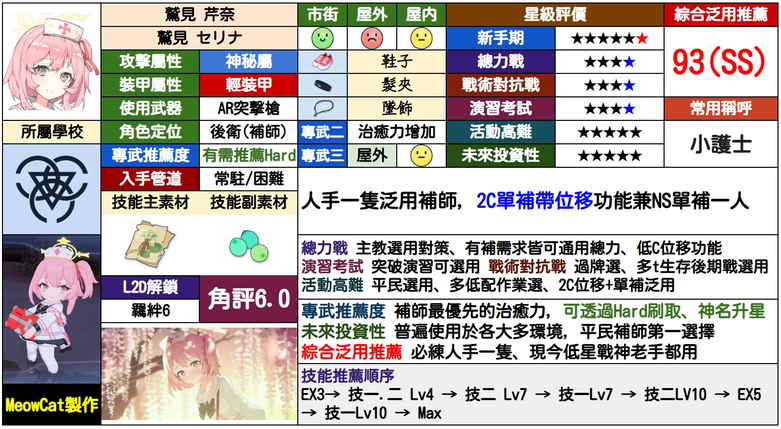 鷲見 芹奈
市街 屋外 屋內
星級評價
綜合泛用推薦
鷲見 セリナ
新手期 ★★★★★★
93(SS)
攻擊屬性 神秘屬
鞋子
總力戰 ★★★★
裝甲屬性 輕裝甲
髮夾
戰術對抗戰 ★★★★
使用武器 AR突擊槍
墜飾
演習考試 ★★★★
常用稱呼
所屬學校
角色定位 後衛(補師)
專武二 治癒力增加
活動高難 ★★★★★
小護士
專武推薦度 有需推薦Hard
專武三 屋外
未來投資性 ★★★★★
入手管道 常駐/困難
人手一隻泛用補師, 2C單補帶位移功能兼NS單補一人
技能主素材 技能副素材
總力戰 主教選用對策、有補需求皆可通用總力、低C位移功能
演習考試 突破演習可選用 戰術對抗戰 過牌選、多t生存後期戰選用
活動高難 平民選用、多低配作業選、2C位移+單補泛用
L2D解鎖
羈絆6
角評6.0
專武推薦度 補師最優先的治癒力, 可透過Hard刷取、神名升星
未來投資性 普遍使用於各大多環境, 平民補師第一選擇
綜合泛用推薦 必練人手一隻、現今低星戰神老手都用
技能推薦順序
EX3→ 技一.二 Lv4 → 技二 Lv7 → 技一Lv7 → 技二LV10 → EX5
→ 技一Lv10 → Max
MeowCat製作